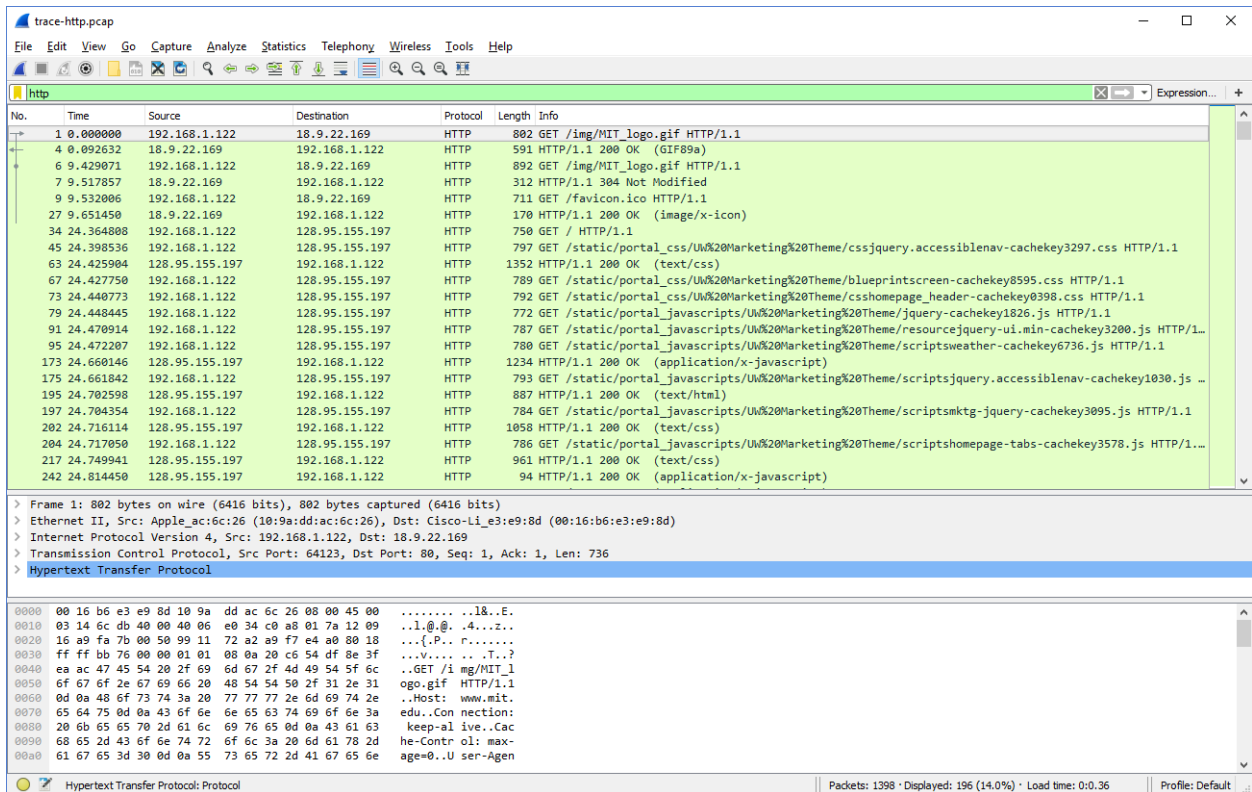 trace-http.pcap
File Edit View Go Capture Analyze Statistics Telephony Wireless Tools Help
http Expression... +
No. Time Source Destination Protocol Length Info
1 0.000000 192.168.1.122 18.9.22.169 HTTP 802 GET /img/MIT_logo.gif HTTP/1.1
4 0.092632 18.9.22.169 192.168.1.122 HTTP 591 HTTP/1.1 200 OK (GIF89a)
6 9.429071 192.168.1.122 18.9.22.169 HTTP 892 GET /img/MIT_logo.gif HTTP/1.1
7 9.517857 18.9.22.169 192.168.1.122 HTTP 312 HTTP/1.1 304 Not Modified
9 9.532006 192.168.1.122 18.9.22.169 HTTP 711 GET /favicon.ico HTTP/1.1
27 9.651450 18.9.22.169 192.168.1.122 HTTP 170 HTTP/1.1 200 OK (image/x-icon)
34 24.364808 192.168.1.122 128.95.155.197 HTTP 750 GET / HTTP/1.1
45 24.398536 192.168.1.122 128.95.155.197 HTTP 797 GET /static/portal_css/UW%20Marketing%20Theme/cssjquery.accessiblenav-cachekey3297.css HTTP/1.1
63 24.425904 128.95.155.197 192.168.1.122 HTTP 1352 HTTP/1.1 200 OK (text/css)
67 24.427750 192.168.1.122 128.95.155.197 HTTP 789 GET /static/portal_css/UW%20Marketing%20Theme/blueprintscreen-cachekey8595.css HTTP/1.1
73 24.440773 192.168.1.122 128.95.155.197 HTTP 792 GET /static/portal_css/UW%20Marketing%20Theme/csshomepage_header-cachekey0398.css HTTP/1.1
79 24.448445 192.168.1.122 128.95.155.197 HTTP 772 GET /static/portal_javascripts/UW%20Marketing%20Theme/jquery-cachekey1826.js HTTP/1.1
91 24.470914 192.168.1.122 128.95.155.197 HTTP 787 GET /static/portal_javascripts/UW%20Marketing%20Theme/resourcejquery-ui.min-cachekey3200.js HTTP/1...
95 24.472207 192.168.1.122 128.95.155.197 HTTP 780 GET /static/portal_javascripts/UW%20Marketing%20Theme/scriptsweather-cachekey6736.js HTTP/1.1
173 24.660146 128.95.155.197 192.168.1.122 HTTP 1234 HTTP/1.1 200 OK (application/x-javascript)
175 24.661842 192.168.1.122 128.95.155.197 HTTP 793 GET /static/portal_javascripts/UW%20Marketing%20Theme/scriptsjquery.accessiblenav-cachekey1030.js ...
195 24.702598 128.95.155.197 192.168.1.122 HTTP 887 HTTP/1.1 200 OK (text/html)
197 24.704354 192.168.1.122 128.95.155.197 HTTP 784 GET /static/portal_javascripts/UW%20Marketing%20Theme/scriptsmktg-jquery-cachekey3095.js HTTP/1.1
202 24.716114 128.95.155.197 192.168.1.122 HTTP 1058 HTTP/1.1 200 OK (text/css)
204 24.717050 192.168.1.122 128.95.155.197 HTTP 786 GET /static/portal_javascripts/UW%20Marketing%20Theme/scriptshomepage-tabs-cachekey3578.js HTTP/1....
217 24.749941 128.95.155.197 192.168.1.122 HTTP 961 HTTP/1.1 200 OK (text/css)
242 24.814450 128.95.155.197 192.168.1.122 HTTP 94 HTTP/1.1 200 OK (application/x-javascript)
> Frame 1: 802 bytes on wire (6416 bits), 802 bytes captured (6416 bits)
> Ethernet II, Src: Apple_ac:6c:26 (10:9a:dd:ac:6c:26), Dst: Cisco-Li_e3:e9:8d (00:16:b6:e3:e9:8d)
> Internet Protocol Version 4, Src: 192.168.1.122, Dst: 18.9.22.169
> Transmission Control Protocol, Src Port: 64123, Dst Port: 80, Seq: 1, Ack: 1, Len: 736
> Hypertext Transfer Protocol
0000 00 16 b6 e3 e9 8d 10 9a dd ac 6c 26 08 00 45 00 ........ ..l&..E.
0010 03 14 6c db 40 00 40 06 e0 34 c0 a8 01 7a 12 09 ..l.@.@. .4...z..
0020 16 a9 fa 7b 00 50 99 11 72 a2 a9 f7 e4 a0 80 18 ...{.P.. r.......
0030 ff ff bb 76 00 00 01 01 08 0a 20 c6 54 df 8e 3f ...v.... .. .T..?
0040 ea ac 47 45 54 20 2f 69 6d 67 2f 4d 49 54 5f 6c ..GET /i mg/MIT_l
0050 6f 67 6f 2e 67 69 66 20 48 54 54 50 2f 31 2e 31 ogo.gif HTTP/1.1
0060 0d 0a 48 6f 73 74 3a 20 77 77 77 2e 6d 69 74 2e ..Host: www.mit.
0070 65 64 75 0d 0a 43 6f 6e 6e 65 63 74 69 6f 6e 3a edu..Con nection:
0080 20 6b 65 65 70 2d 61 6c 69 76 65 0d 0a 43 61 63 keep-al ive..Cac
0090 68 65 2d 43 6f 6e 74 72 6f 6c 3a 20 6d 61 78 2d he-Contr ol: max-
00a0 61 67 65 3d 30 0d 0a 55 73 65 72 2d 41 67 65 6e age=0..U ser-Agen
Hypertext Transfer Protocol: Protocol Packets: 1398 · Displayed: 196 (14.0%) · Load time: 0:0.36 Profile: Default